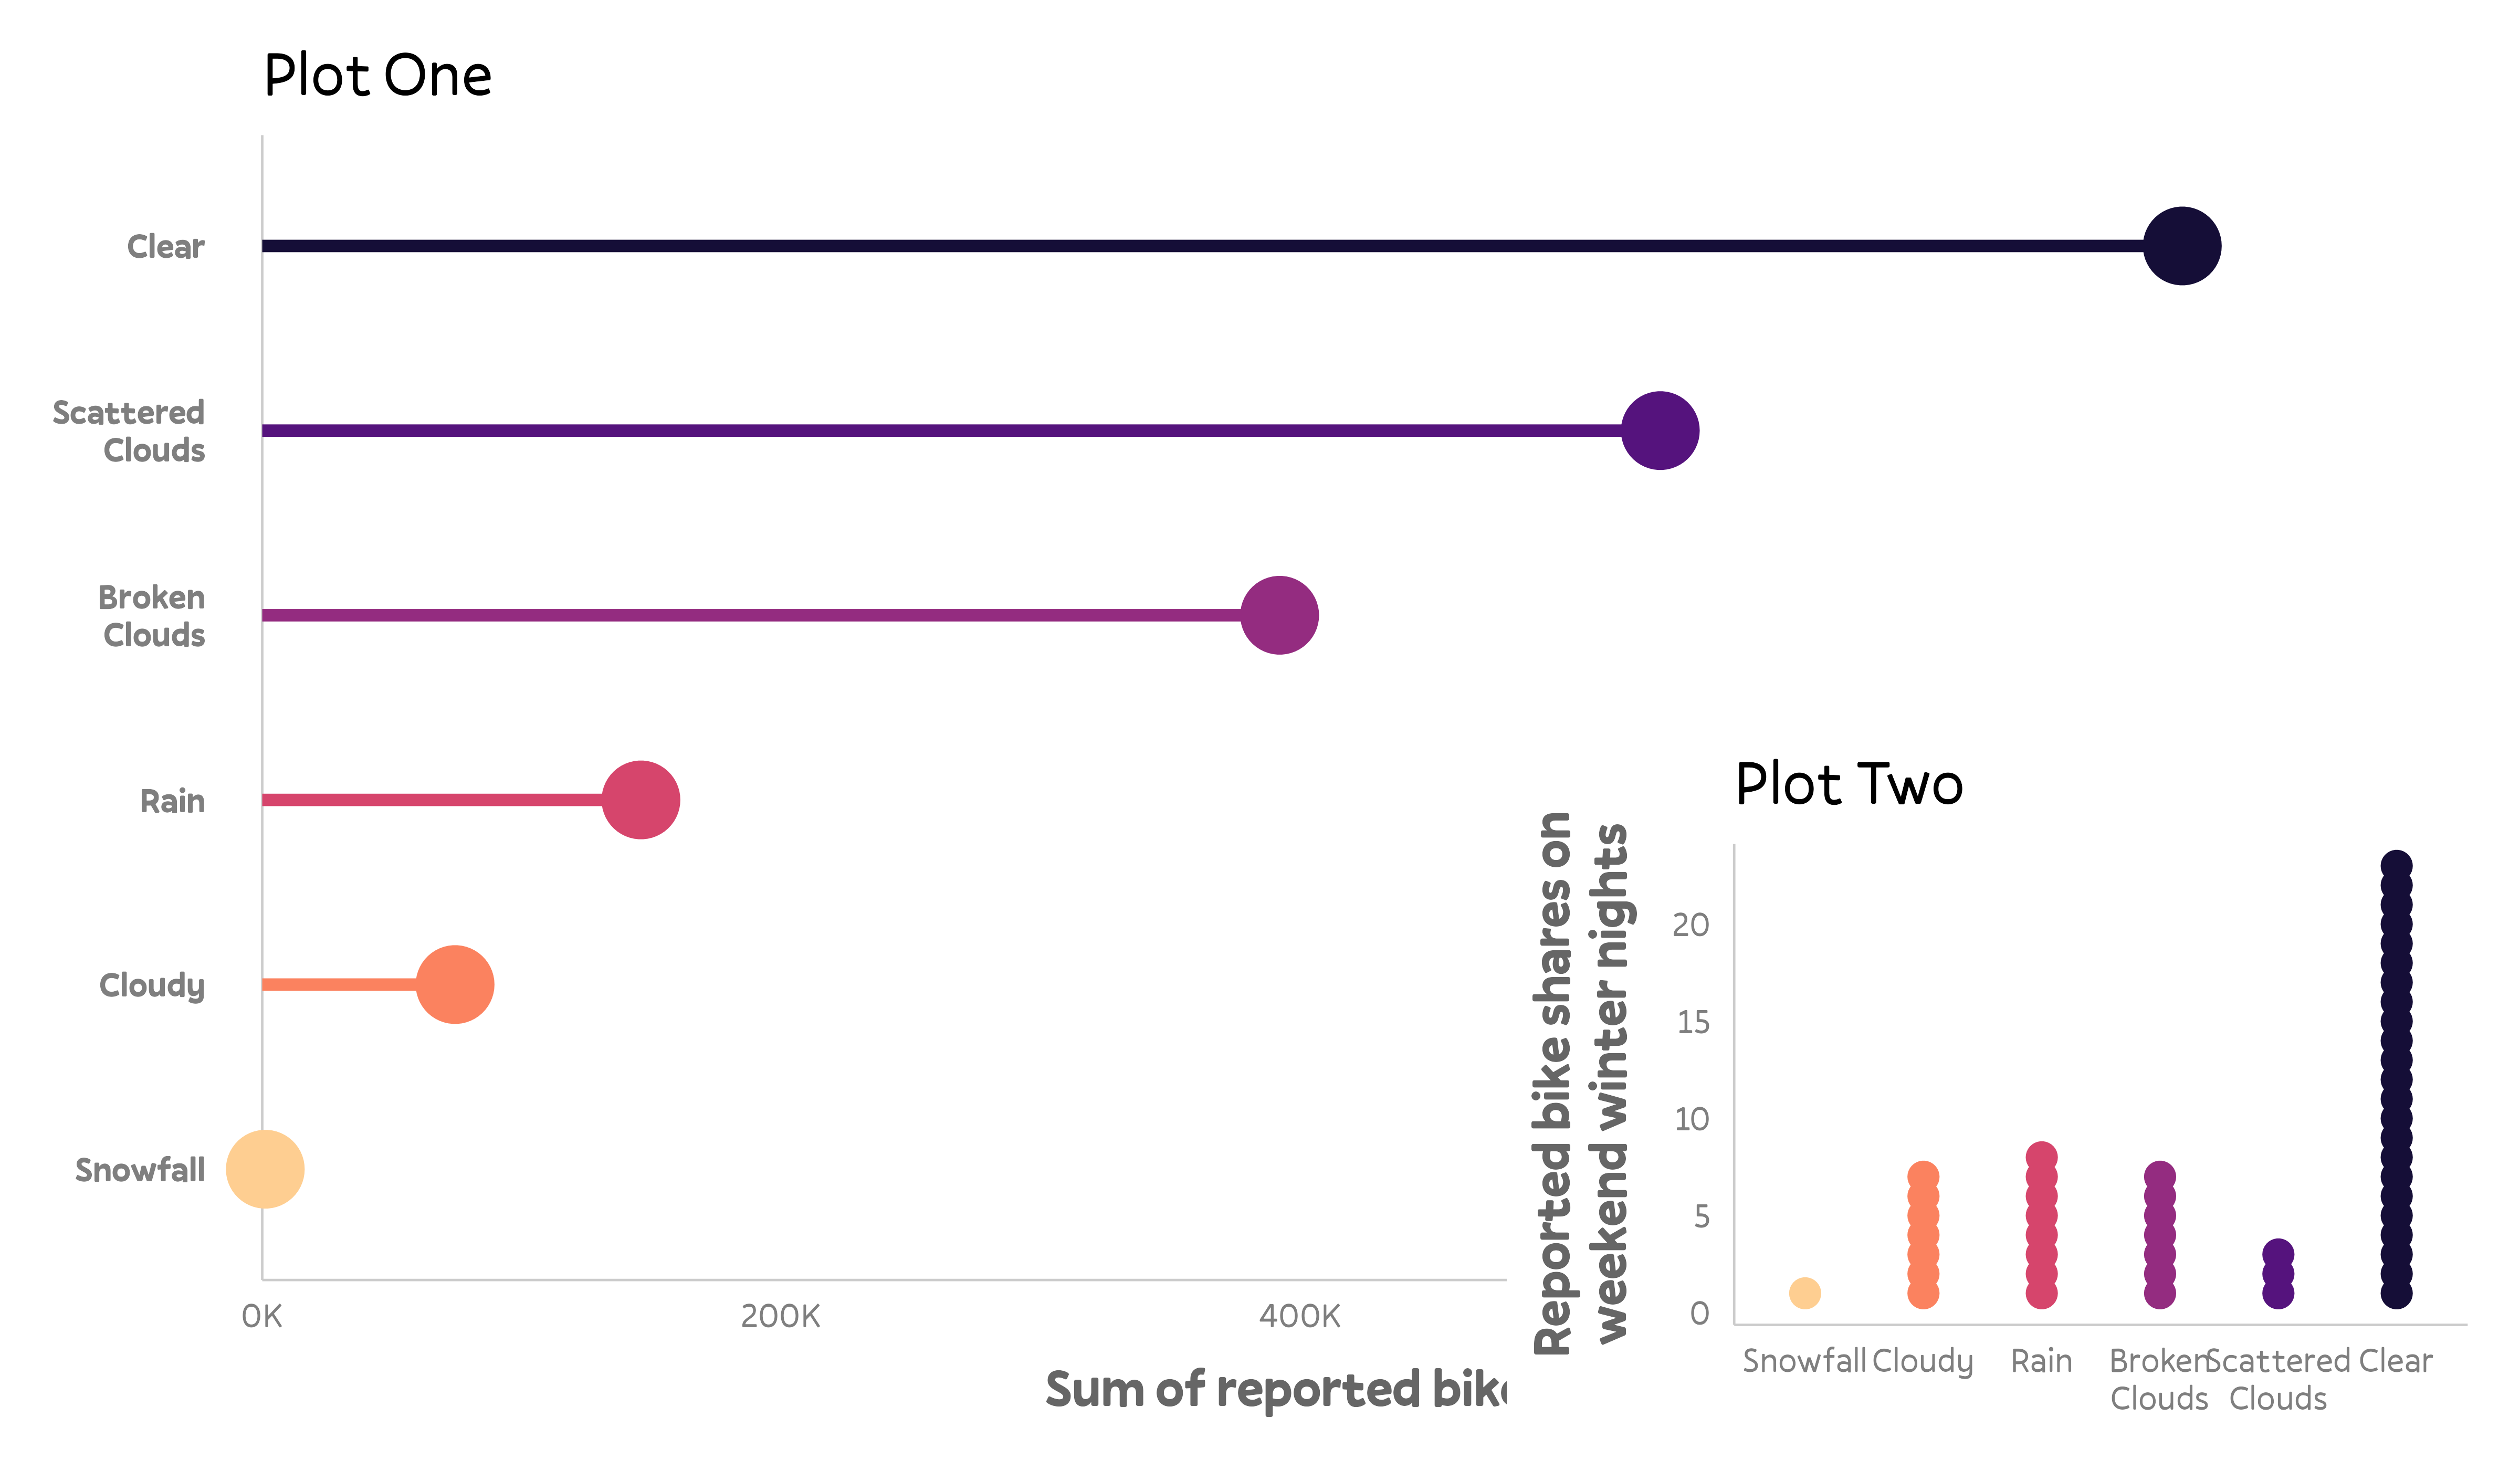 Plot One
Clear
Scattered
Clouds
Broken
Clouds
Rain
Cloudy
Snowfall
0K
200K
400K
Sum of reported
Plot Two
Reported bike shares on
weekend winter nights
20
15
10
5
0
Snowfall
Cloudy
Rain
Broken
Clouds
Scattered
Clouds
Clear